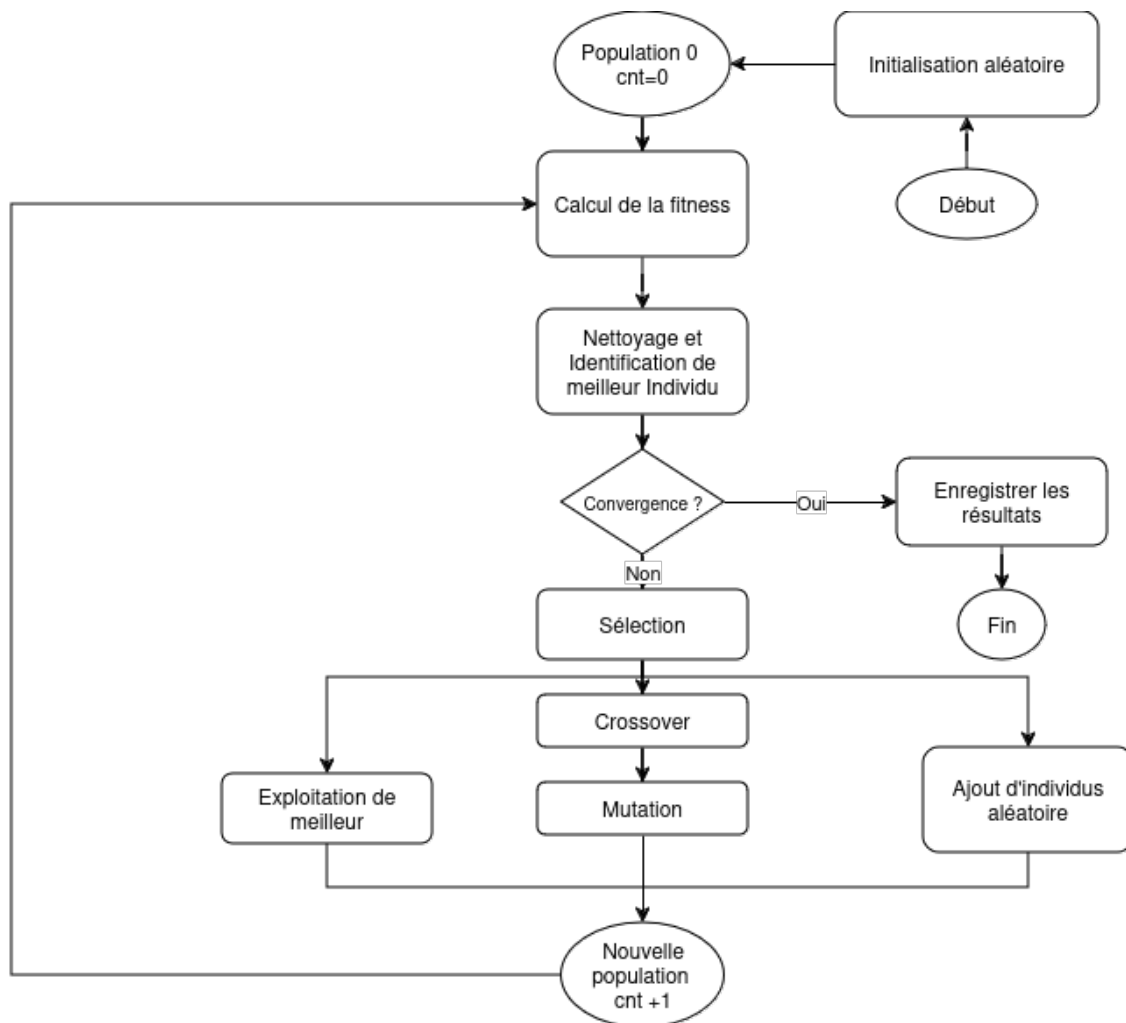 Population 0
cnt=0
Initialisation aléatoire
Début
Calcul de la fitness
Nettoyage et
Identification de
meilleur Individu
Convergence ?
Oui
Enregistrer les
résultats
Non
Fin
Sélection
Crossover
Exploitation de
meilleur
Mutation
Ajout d'individus
aléatoire
Nouvelle
population
cnt +1